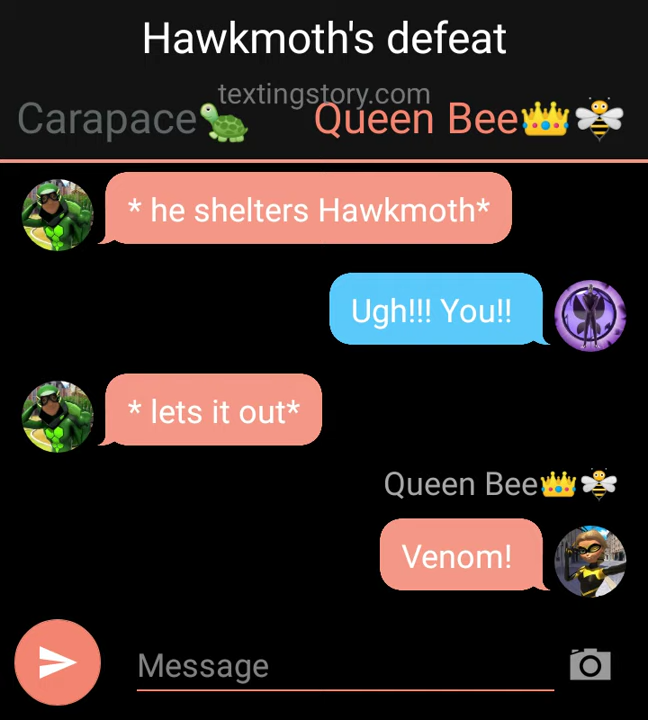 Hawkmoth's defeat
textingstory.com
Carapace🐢 Queen Bee👑🐝
* he shelters Hawkmoth*
Ugh!!! You!!
* lets it out*
Queen Bee👑🐝
Venom!
Message